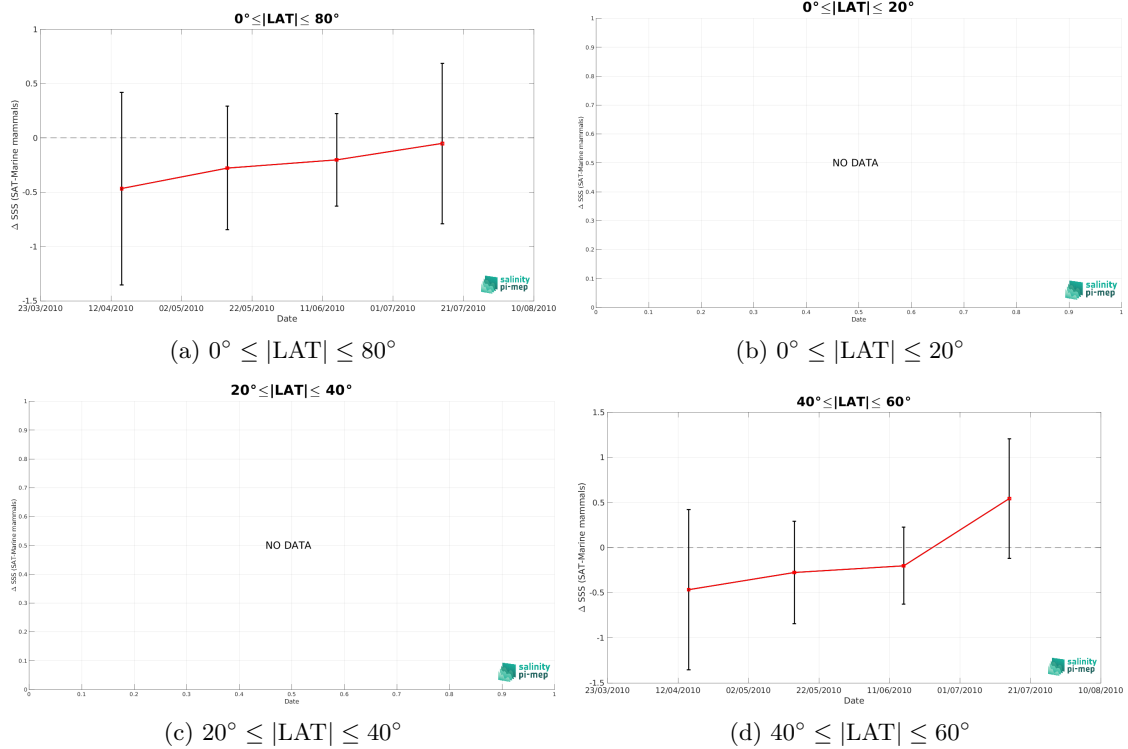 0°≤|LAT|≤ 80°
1
0.5
0
-0.5
-1
-1.5
Δ SSS (SAT-Marine mammals)
23/03/2010 12/04/2010 02/05/2010 22/05/2010 11/06/2010 01/07/2010 21/07/2010 10/08/2010
Date
salinity
pi-mep
(a) 0° ≤ |LAT| ≤ 80°
0°≤|LAT|≤ 20°
1
0.9
0.8
0.7
0.6
0.5
0.4
0.3
0.2
0.1
0
Δ SSS (SAT-Marine mammals)
NO DATA
0 0.1 0.2 0.3 0.4 0.5 0.6 0.7 0.8 0.9 1
Date
salinity
pi-mep
(b) 0° ≤ |LAT| ≤ 20°
20°≤|LAT|≤ 40°
1
0.9
0.8
0.7
0.6
0.5
0.4
0.3
0.2
0.1
0
Δ SSS (SAT-Marine mammals)
NO DATA
0 0.1 0.2 0.3 0.4 0.5 0.6 0.7 0.8 0.9 1
Date
salinity
pi-mep
(c) 20° ≤ |LAT| ≤ 40°
40°≤|LAT|≤ 60°
1.5
1
0.5
0
-0.5
-1
-1.5
Δ SSS (SAT-Marine mammals)
23/03/2010 12/04/2010 02/05/2010 22/05/2010 11/06/2010 01/07/2010 21/07/2010 10/08/2010
Date
salinity
pi-mep
(d) 40° ≤ |LAT| ≤ 60°